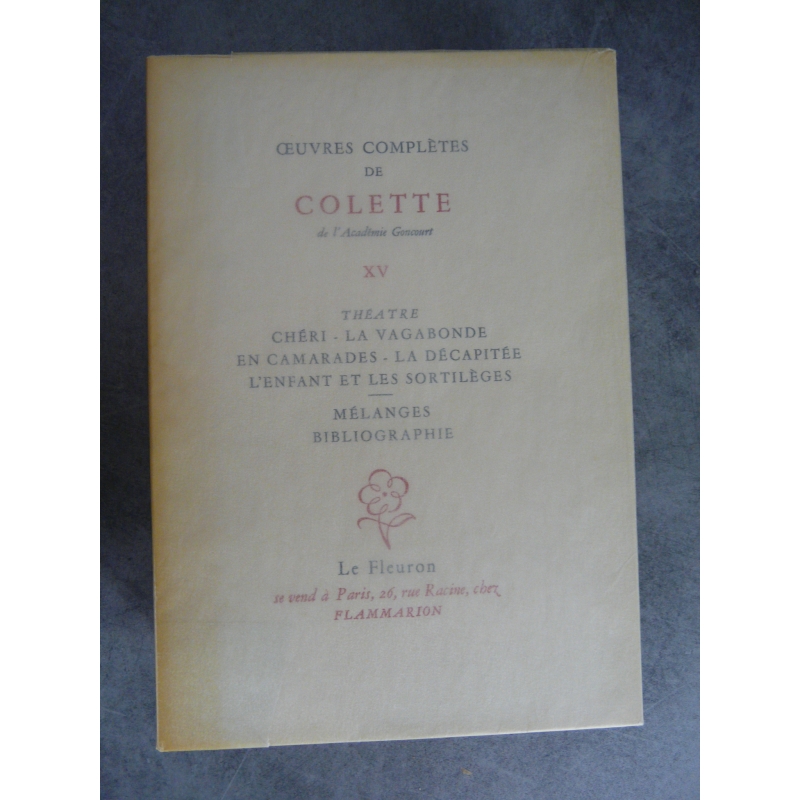 ŒUVRES COMPLÈTES
DE
COLETTE
de l'Académie Goncourt
XV
THÉATRE
CHÉRI - LA VAGABONDE
EN CAMARADES - LA DÉCAPITÉE
L'ENFANT ET LES SORTILÈGES
MÉLANGES
BIBLIOGRAPHIE
Le Fleuron
se vend à Paris, 26, rue Racine, chez
FLAMMARION